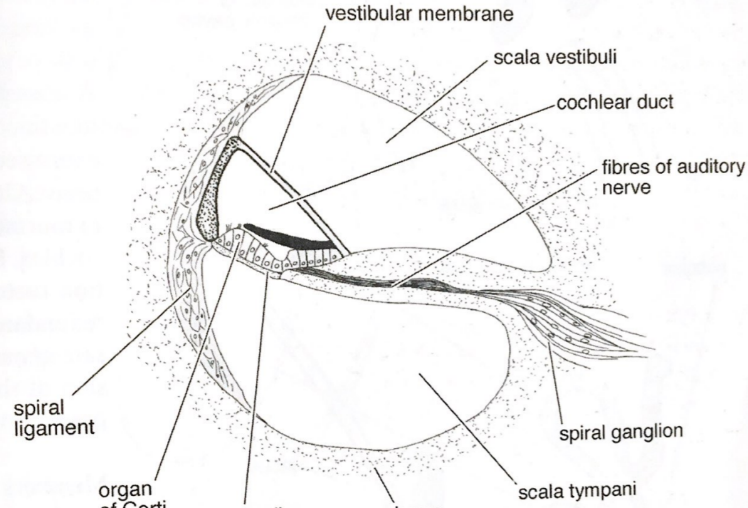 vestibular membrane
scala vestibuli
cochlear duct
fibres of auditory
nerve
spiral
ligament
spiral ganglion
scala tympani
organ
of Corti